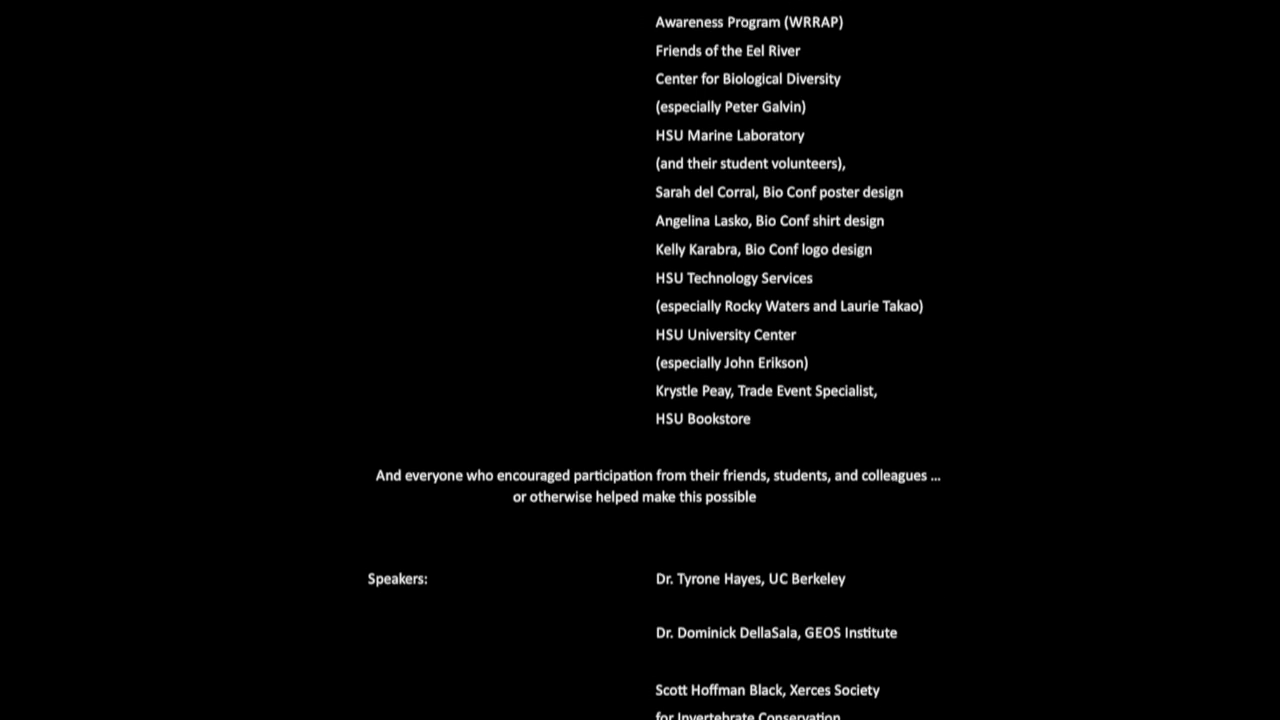 Awareness Program (WRRAP)
Friends of the Eel River
Center for Biological Diversity
(especially Peter Galvin)
HSU Marine Laboratory
(and their student volunteers),
Sarah del Corral, Bio Conf poster design
Angelina Lasko, Bio Conf shirt design
Kelly Karabra, Bio Conf logo design
HSU Technology Services
(especially Rocky Waters and Laurie Takao)
HSU University Center
(especially John Erikson)
Krystle Peay, Trade Event Specialist,
HSU Bookstore
And everyone who encouraged participation from their friends, students, and colleagues ...
or otherwise helped make this possible
Speakers: Dr. Tyrone Hayes, UC Berkeley
Dr. Dominick DellaSala, GEOS Institute
Scott Hoffman Black, Xerces Society
for Invertebrate Conservation